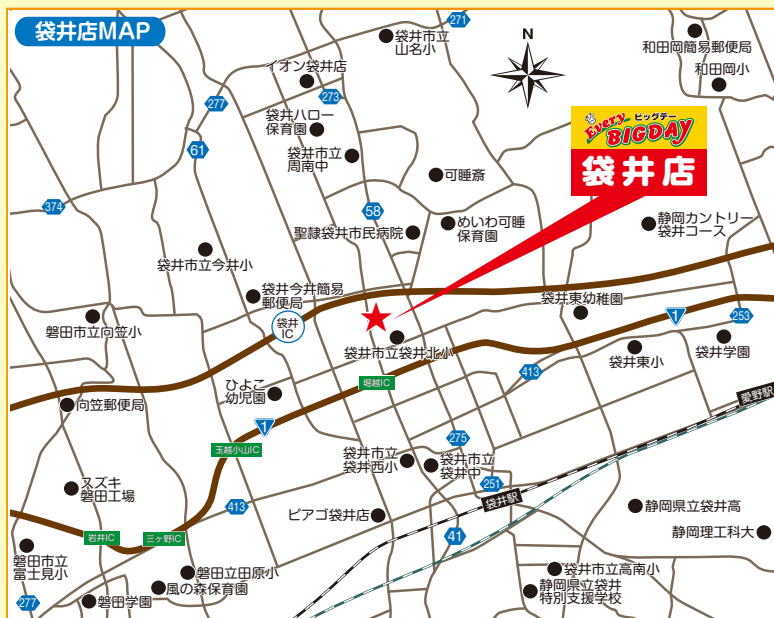 袋井店MAP
271
袋井市立
山名小
N
和田岡簡易郵便局
和田岡小
イオン袋井店
277
273
袋井ハロー
保育園
Every
ビッグデー
BIGDAY
袋井店
61
袋井市立
周南中
可睡斎
374
58
聖隷袋井市民病院
めいわ可睡
保育園
静岡カントリー
袋井コース
袋井市立今井小
袋井今井簡易
郵便局
袋井
IC
磐田市立向笠小
袋井東幼稚園
1
253
袋井市立袋井北小
袋井東小
袋井学園
ひよこ
幼児園
堀越IC
413
愛野駅
向笠郵便局
1
玉越小山IC
275
袋井市立
袋井西小
袋井市立
袋井中
251
スズキ
磐田工場
413
袋井駅
ピアゴ袋井店
静岡県立袋井高
41
静岡理工科大
岩井IC
三ヶ野IC
磐田市立
富士見小
磐田立田原小
風の森保育園
袋井市立高南小
静岡県立袋井
特別支援学校
277
磐田学園